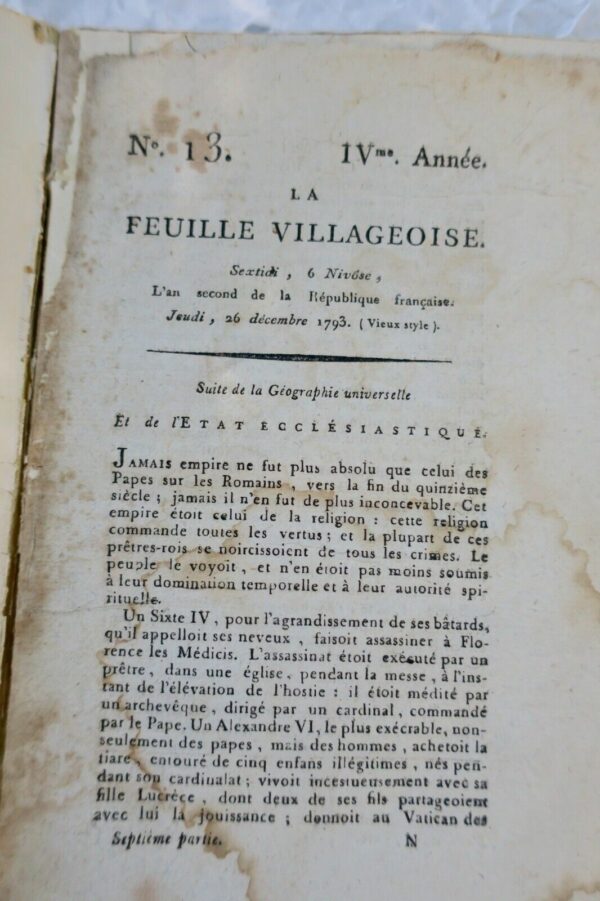 No. 13. IVme. Année.
LA
FEUILLE VILLAGEOISE.
Sextidi, 6 Nivôse,
L'an second de la République française.
Jeudi, 26 décembre 1793. (Vieux style).
Suite de la Géographie universelle
Et de l'ETAT ECCLÉSIASTIQUE.
JAMAIS empire ne fut plus absolu que celui des
Papes sur les Romains, vers la fin du quinzième
siècle; jamais il n'en fut de plus inconcevable. Cet
empire étoit celui de la religion : cette religion
commande toutes les vertus; et la plupart de ces
prêtres-rois se noircissoient de tous les crimes. Le
peuple le voyoit, et n'en étoit pas moins soumis
à leur domination temporelle et à leur autorité spi-
rituelle.
Un Sixte IV, pour l'agrandissement de ses bâtards,
qu'il appelloit ses neveux, faisoit assassiner à Flo-
rence les Médicis. L'assassinat étoit exécuté par un
prêtre, dans une église, pendant la messe, à l'ins-
tant de l'élévation de l'hostie : il étoit médité par
un archevêque, dirigé par un cardinal, commandé
par le Pape. Un Alexandre VI, le plus exécrable, non-
seulement des papes, mais des hommes, achetoit la
tiare, entouré de cinq enfans illégitimes, nés pen-
dant son cardinalat; vivoit incestueusement avec sa
fille Lucrèce, dont deux de ses fils partageoient
avec lui la jouissance; donnoit au Vatican des
Septième partie. N